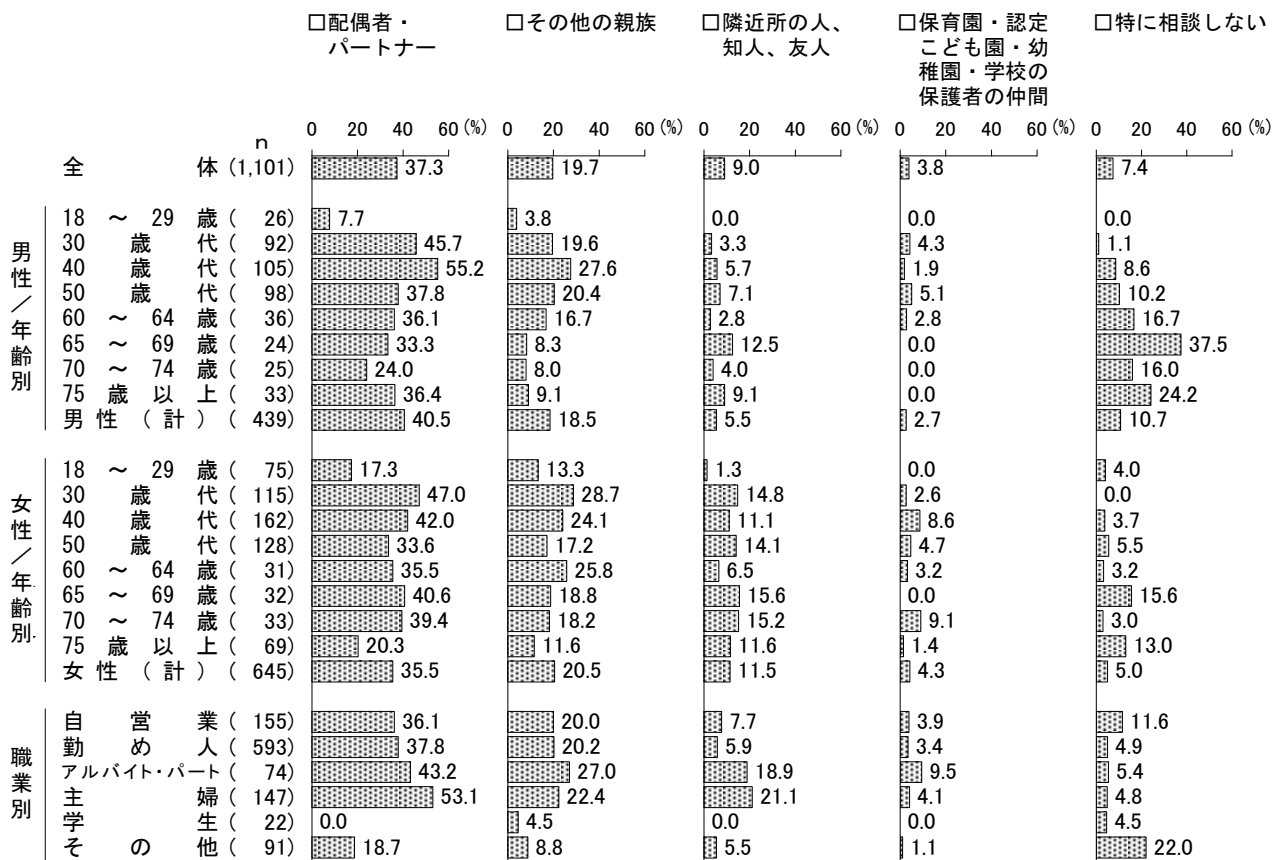 □配偶者・
パートナー
□その他の親族
□隣近所の人、
知人、友人
□保育園・認定
こども園・幼
稚園・学校の
保護者の仲間
□特に相談しない
0 20 40 60(%) 0 20 40 60(%) 0 20 40 60(%) 0 20 40 60(%) 0 20 40 60(%)
n
全体(1,101) 37.3 19.7 9.0 3.8 7.4
男性／年齢別
18 ～ 29 歳( 26) 7.7 3.8 0.0 0.0 0.0
30 歳代( 92) 45.7 19.6 3.3 4.3 1.1
40 歳代( 105) 55.2 27.6 5.7 1.9 8.6
50 歳代( 98) 37.8 20.4 7.1 5.1 10.2
60 ～ 64 歳( 36) 36.1 16.7 2.8 2.8 16.7
65 ～ 69 歳( 24) 33.3 8.3 12.5 0.0 37.5
70 ～ 74 歳( 25) 24.0 8.0 4.0 0.0 16.0
75 歳以上( 33) 36.4 9.1 9.1 0.0 24.2
男性（計）( 439) 40.5 18.5 5.5 2.7 10.7
女性／年齢別
18 ～ 29 歳( 75) 17.3 13.3 1.3 0.0 4.0
30 歳代( 115) 47.0 28.7 14.8 2.6 0.0
40 歳代( 162) 42.0 24.1 11.1 8.6 3.7
50 歳代( 128) 33.6 17.2 14.1 4.7 5.5
60 ～ 64 歳( 31) 35.5 25.8 6.5 3.2 3.2
65 ～ 69 歳( 32) 40.6 18.8 15.6 0.0 15.6
70 ～ 74 歳( 33) 39.4 18.2 15.2 9.1 3.0
75 歳以上( 69) 20.3 11.6 11.6 1.4 13.0
女性（計）( 645) 35.5 20.5 11.5 4.3 5.0
職業別
自営業( 155) 36.1 20.0 7.7 3.9 11.6
勤め人( 593) 37.8 20.2 5.9 3.4 4.9
アルバイト・パート( 74) 43.2 27.0 18.9 9.5 5.4
主婦( 147) 53.1 22.4 21.1 4.1 4.8
学生( 22) 0.0 4.5 0.0 0.0 4.5
その他( 91) 18.7 8.8 5.5 1.1 22.0